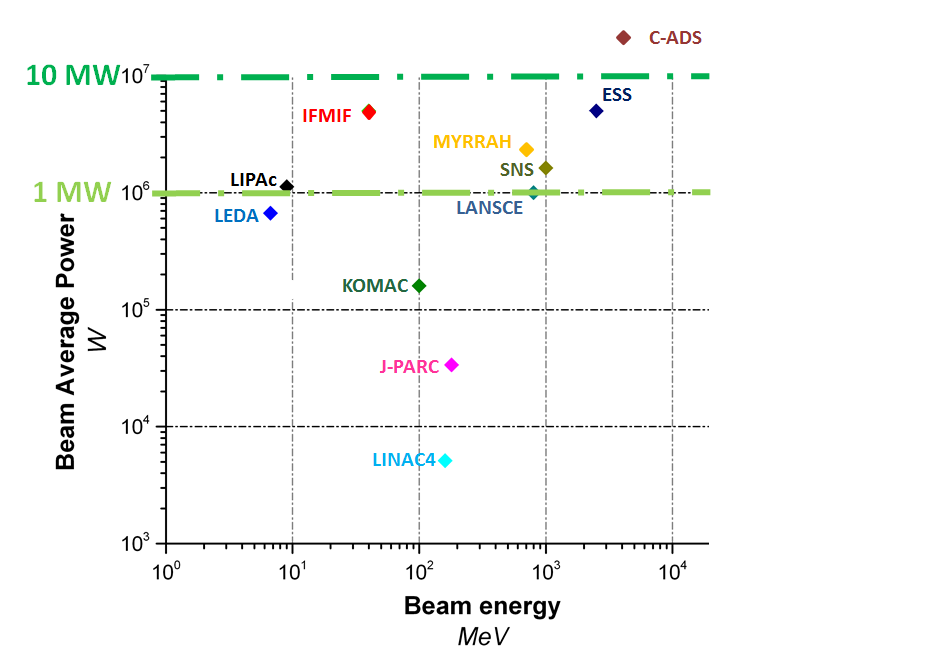 C-ADS
10 MW
10⁷
ESS
IFMIF
MYRRAH
SNS
LIPAc
1 MW
10⁶
LANSCE
LEDA
KOMAC
10⁵
J-PARC
10⁴
LINAC4
10³
Beam Average Power
W
10⁰ 10¹ 10² 10³ 10⁴
Beam energy
MeV